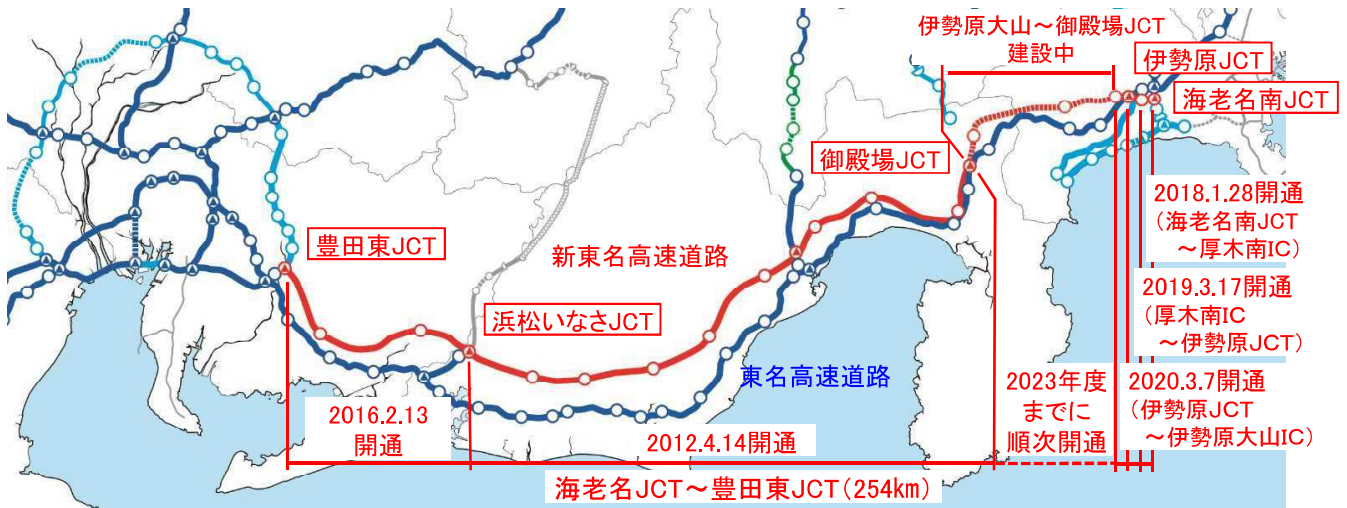 伊勢原大山～御殿場JCT
建設中
伊勢原JCT
海老名南JCT
御殿場JCT
2018.1.28開通
(海老名南JCT
～厚木南IC)
豊田東JCT
新東名高速道路
2019.3.17開通
(厚木南IC
～伊勢原JCT)
浜松いなさJCT
東名高速道路
2023年度
までに
順次開通
2020.3.7開通
(伊勢原JCT
～伊勢原大山IC)
2016.2.13
開通
2012.4.14開通
海老名JCT～豊田東JCT(254km)